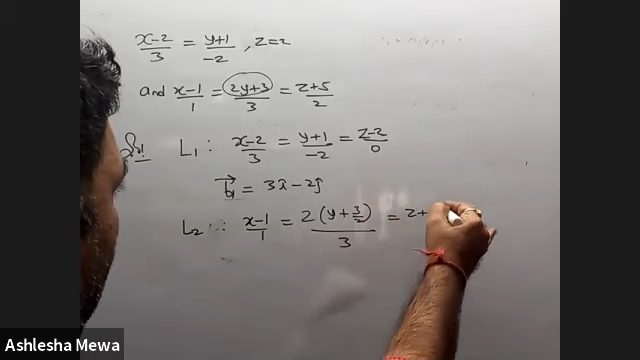 x-2/3 = y+1/-2 , z=2
and x-1/1 = 2y+3/3 = z+5/2
Sol. L₁ : x-2/3 = y+1/-2 = z-2/0
b₁ = 3î-2ĵ
L₂ : x-1/1 = 2(y+3/2)/3 = z+
Ashlesha Mewa